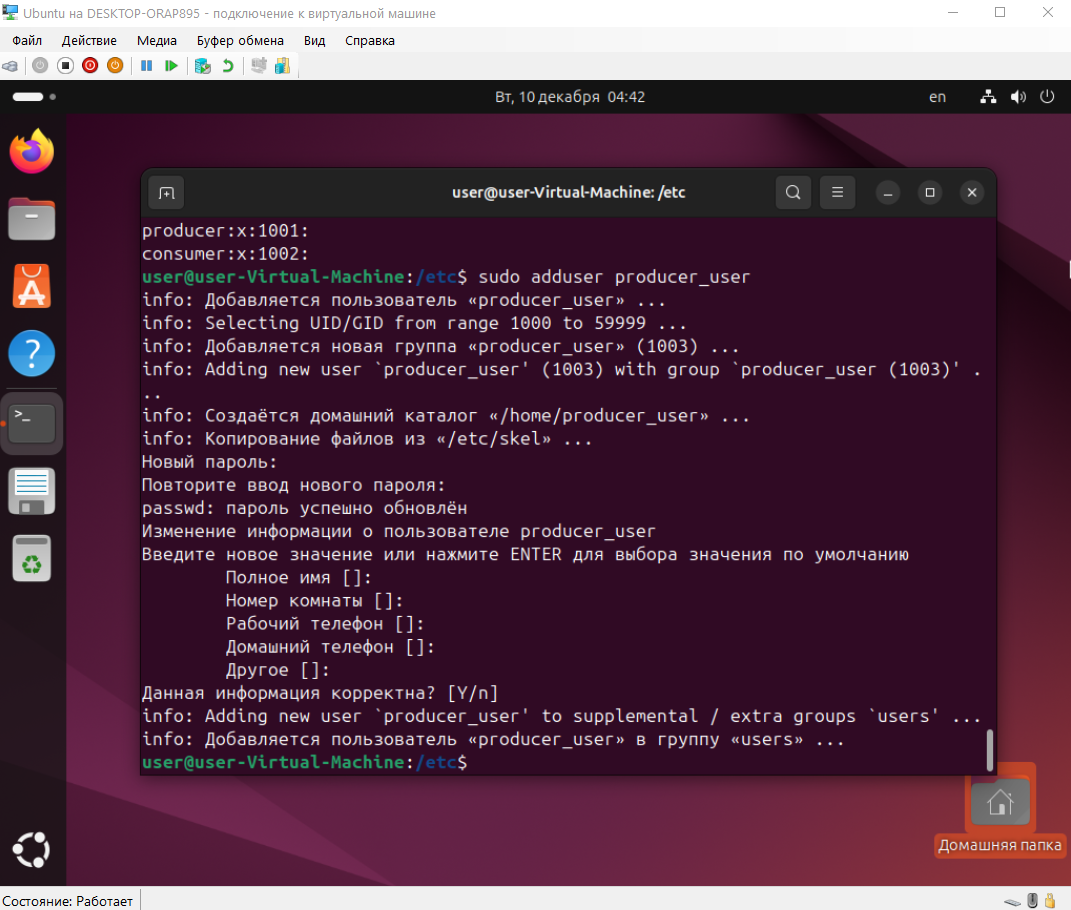 Ubuntu на DESKTOP-ORAP895 - подключение к виртуальной машине
Файл Действие Медиа Буфер обмена Вид Справка
Вт, 10 декабря 04:42
en
user@user-Virtual-Machine: /etc
producer:x:1001:
consumer:x:1002:
user@user-Virtual-Machine:/etc$ sudo adduser producer_user
info: Добавляется пользователь «producer_user» ...
info: Selecting UID/GID from range 1000 to 59999 ...
info: Добавляется новая группа «producer_user» (1003) ...
info: Adding new user `producer_user' (1003) with group `producer_user (1003)' .
..
info: Создаётся домашний каталог «/home/producer_user» ...
info: Копирование файлов из «/etc/skel» ...
Новый пароль:
Повторите ввод нового пароля:
passwd: пароль успешно обновлён
Изменение информации о пользователе producer_user
Введите новое значение или нажмите ENTER для выбора значения по умолчанию
Полное имя []:
Номер комнаты []:
Рабочий телефон []:
Домашний телефон []:
Другое []:
Данная информация корректна? [Y/n]
info: Adding new user `producer_user' to supplemental / extra groups `users' ...
info: Добавляется пользователь «producer_user» в группу «users» ...
user@user-Virtual-Machine:/etc$
Домашняя папка
Состояние: Работает